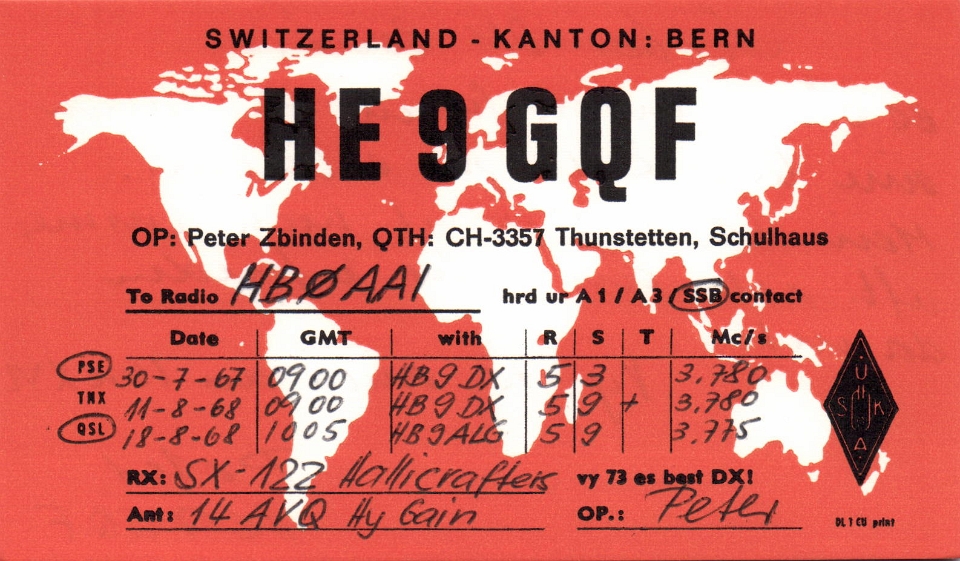 SWITZERLAND - KANTON: BERN
HE9GQF
OP: Peter Zbinden, QTH: CH-3357 Thunstetten, Schulhaus
To Radio HBØAAI hrd ur A1/A3/SSB contact
Date GMT with R S T Mc/s
PSE 30-7-67 0900 HB9DX 5 3 3.780
TNX 11-8-68 0900 HB9DX 5 9 + 3.780
QSL 18-8-68 1005 HB9ALG 5 9 3.775
RX: SX-122 Hallicrafters vy 73 es best DX!
Ant: 14 AVQ Hy Gain OP.: Peter
U S K A
DL1CU print